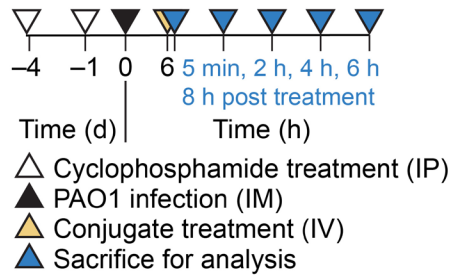 –4 –1 0 6 5 min, 2 h, 4 h, 6 h
8 h post treatment
Time (d) Time (h)
Cyclophosphamide treatment (IP)
PAO1 infection (IM)
Conjugate treatment (IV)
Sacrifice for analysis